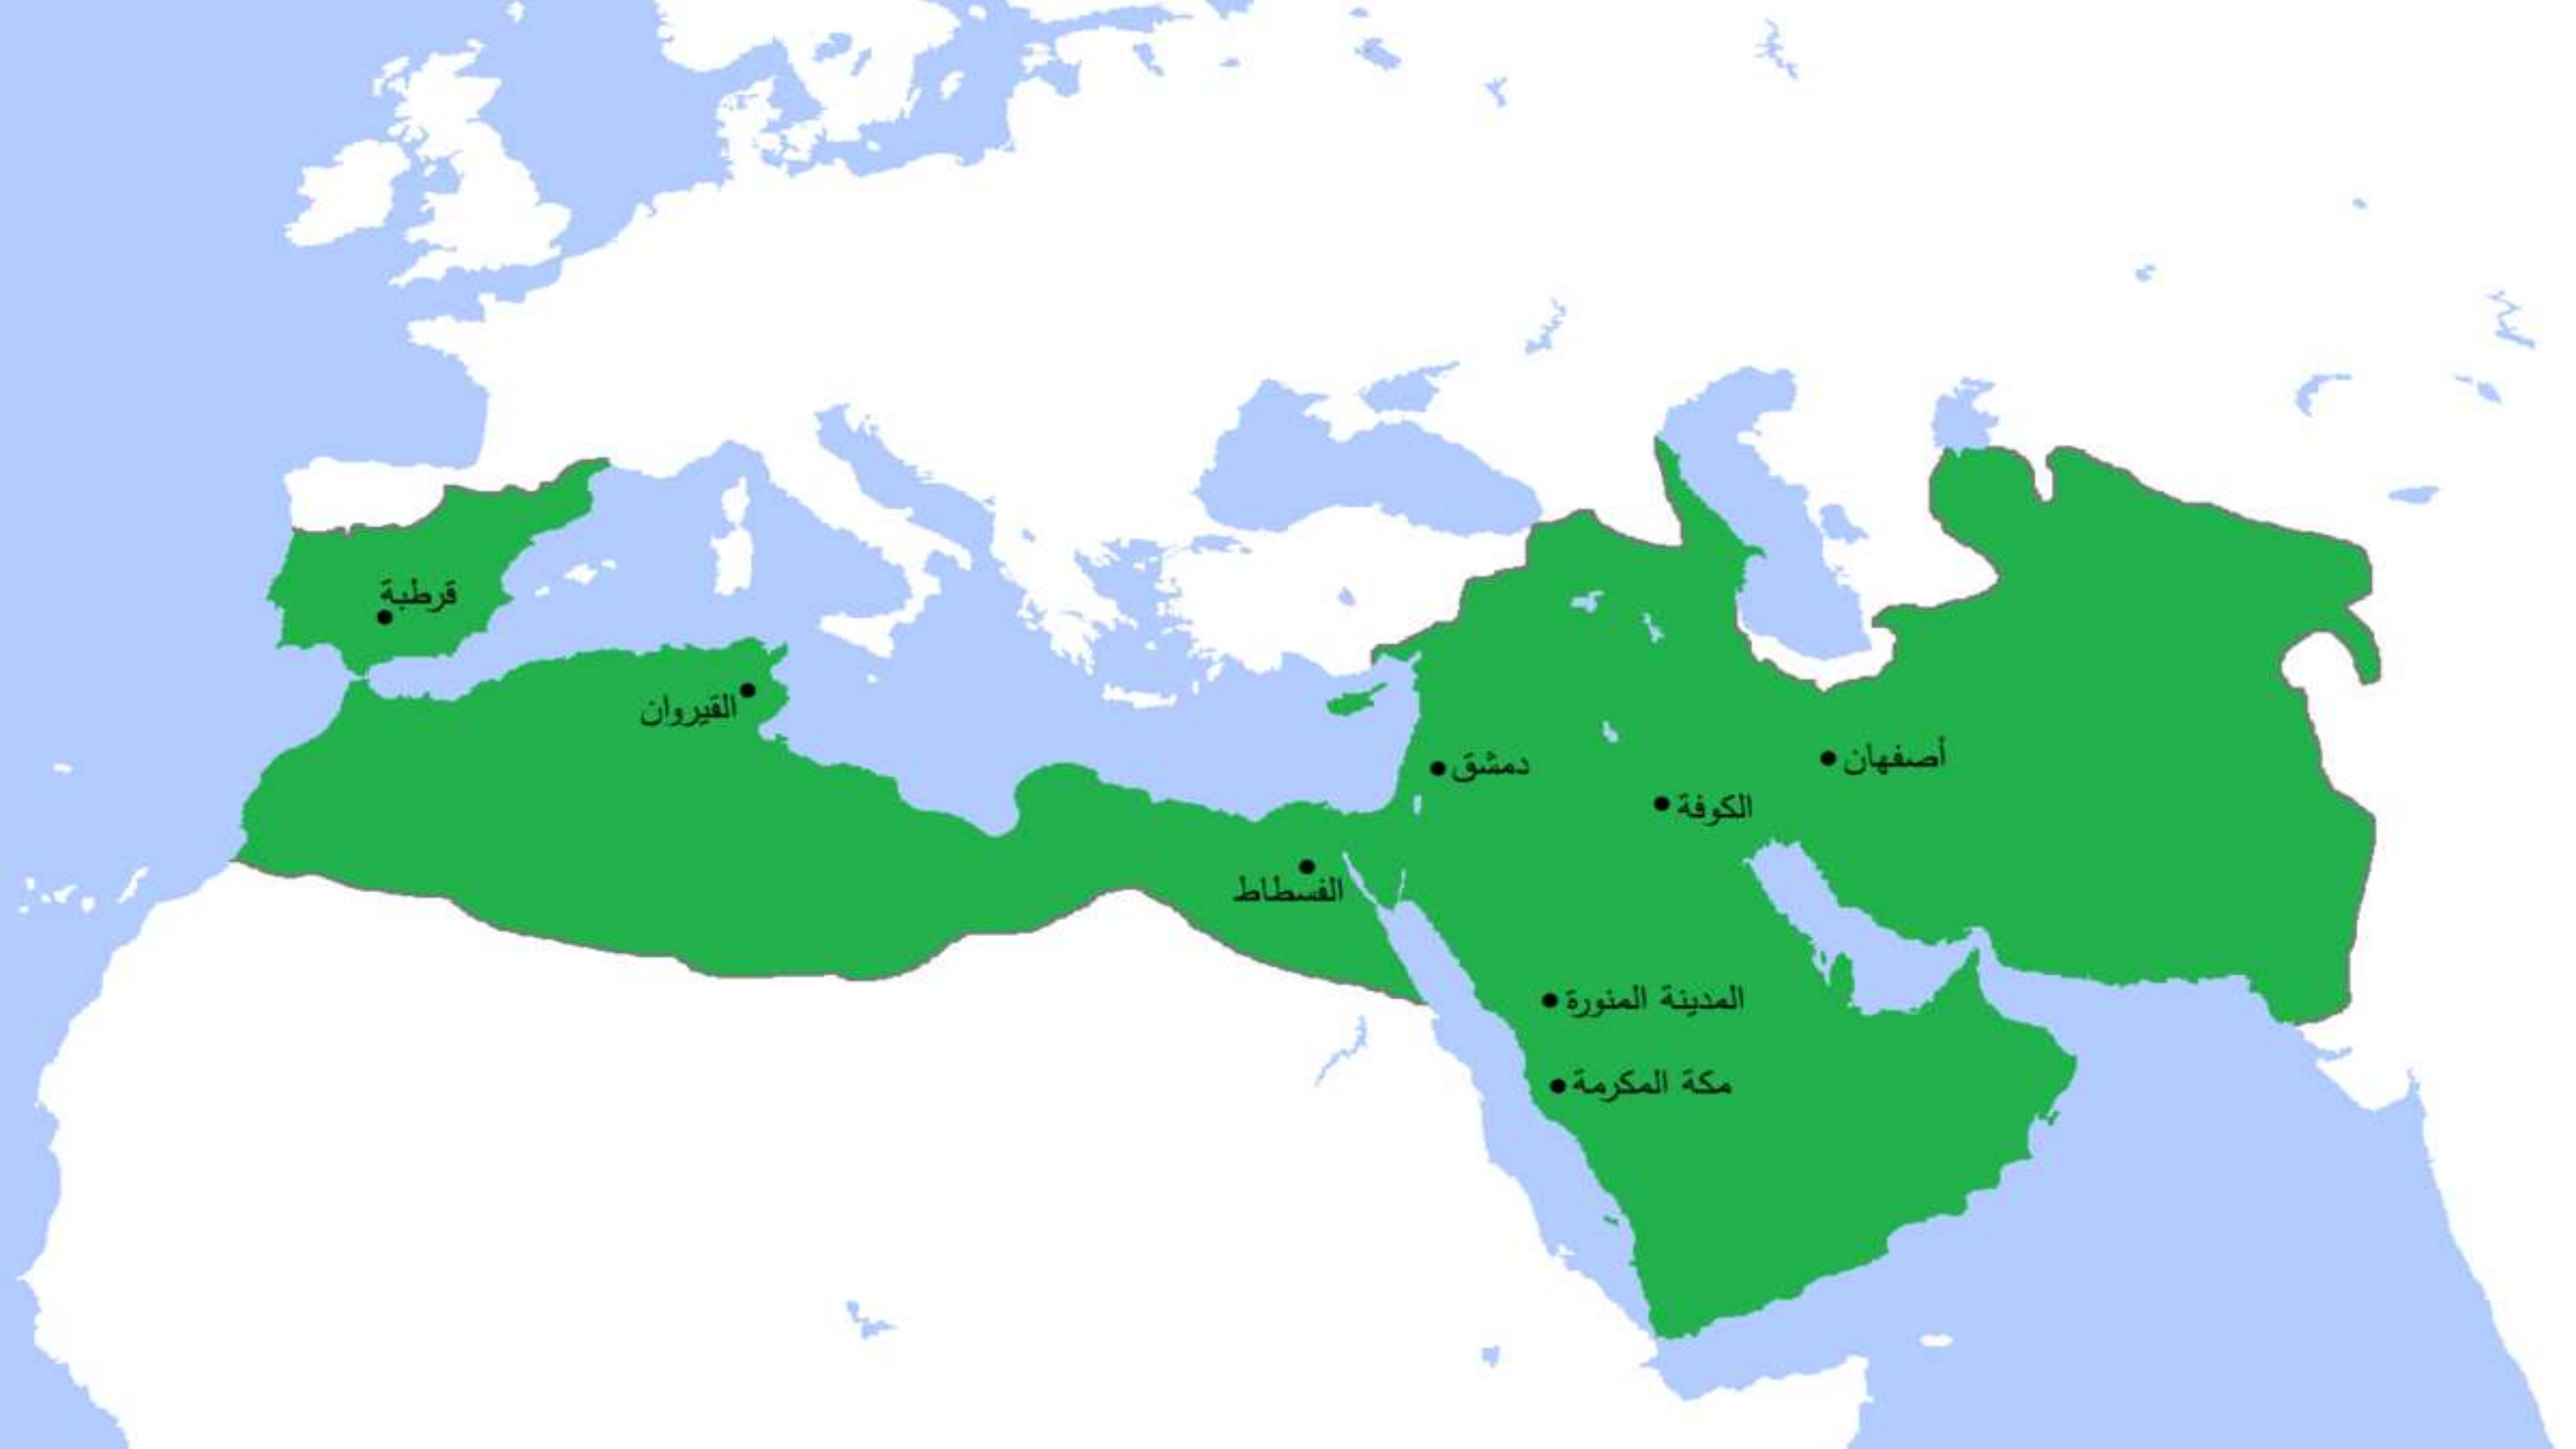 قرطبة
القيروان
أصفهان
دمشق
الكوفة
الفسطاط
المدينة المنورة
مكة المكرمة